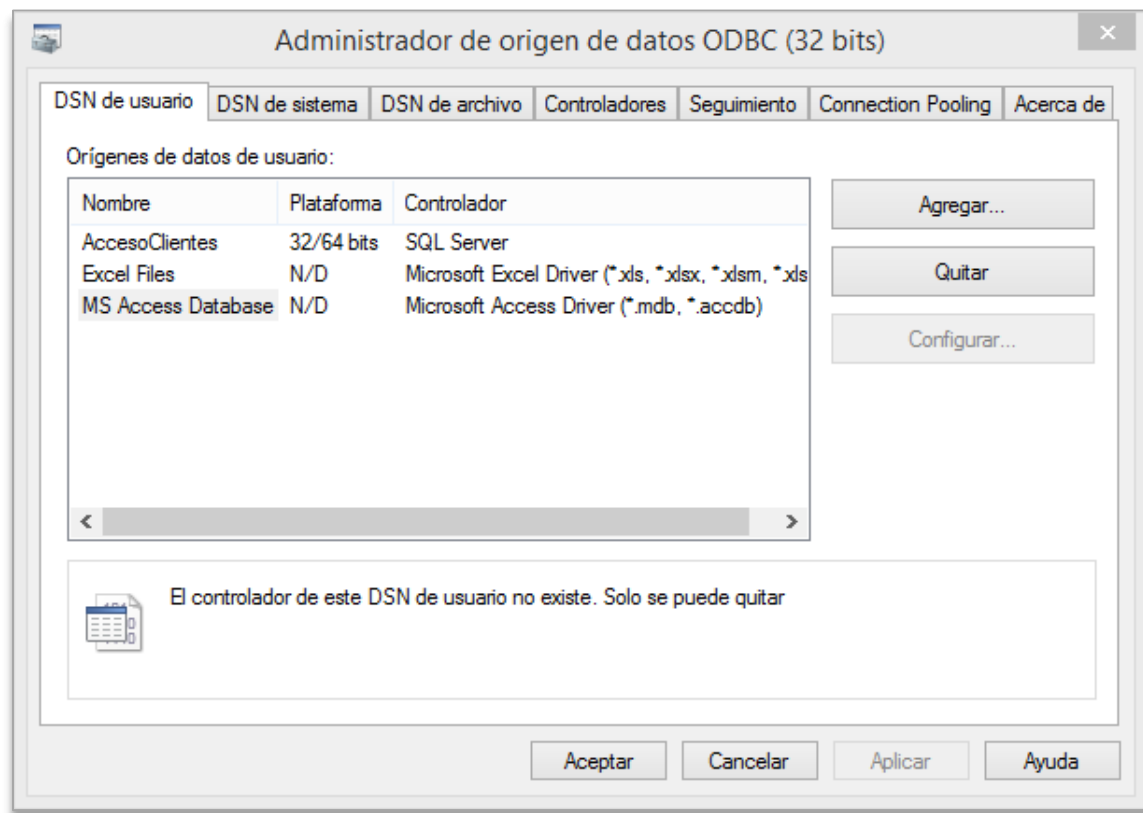 Administrador de origen de datos ODBC (32 bits)
DSN de usuario DSN de sistema DSN de archivo Controladores Seguimiento Connection Pooling Acerca de
Orígenes de datos de usuario:
Nombre Plataforma Controlador
AccesoClientes 32/64 bits SQL Server
Excel Files N/D Microsoft Excel Driver (*.xls, *.xlsx, *.xlsm, *.xls
MS Access Database N/D Microsoft Access Driver (*.mdb, *.accdb)
Agregar...
Quitar
Configurar...
El controlador de este DSN de usuario no existe. Solo se puede quitar
Aceptar Cancelar Aplicar Ayuda